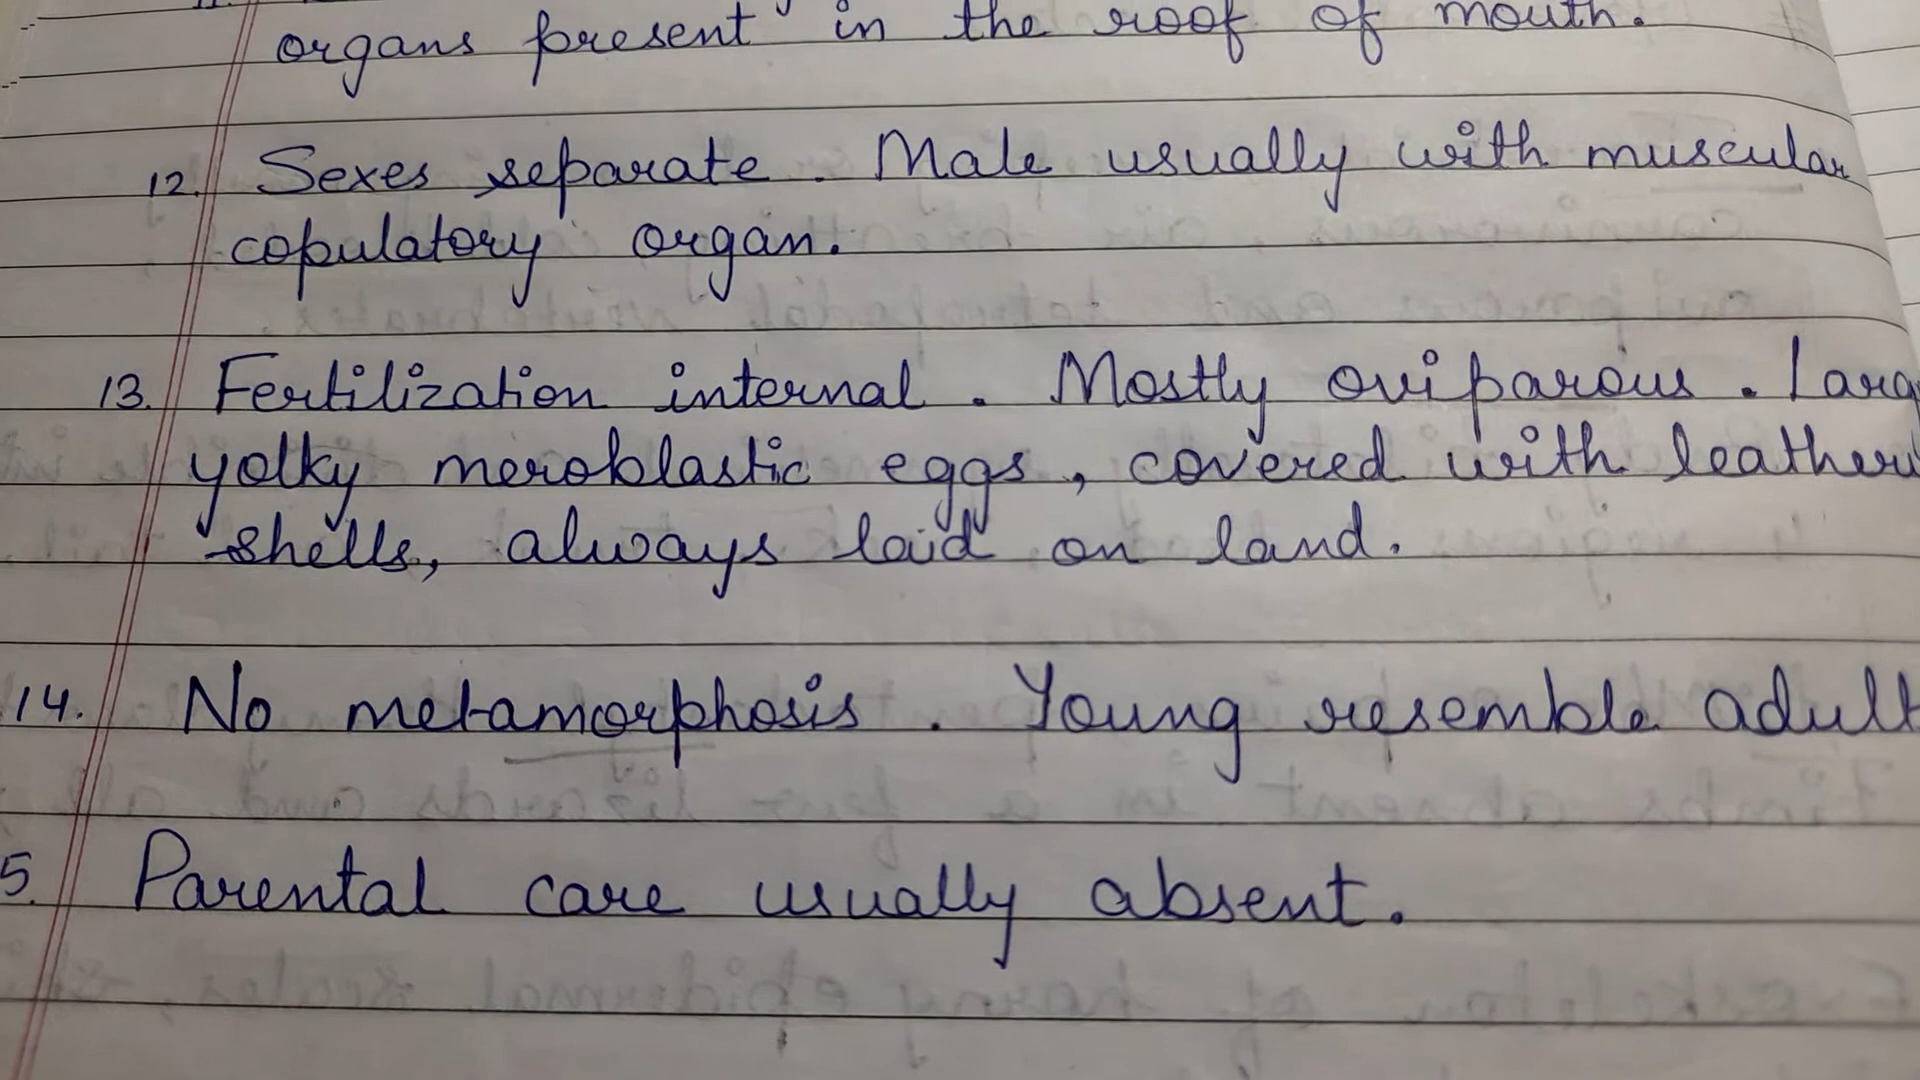 organs present in the roof of mouth.
12. Sexes separate. Male usually with muscular
copulatory organ.
13. Fertilization internal. Mostly oviparous. Larg
yolky meroblastic eggs, covered with leather
shells, always laid on land.
14. No metamorphosis. Young resemble adult
5. Parental care usually absent.